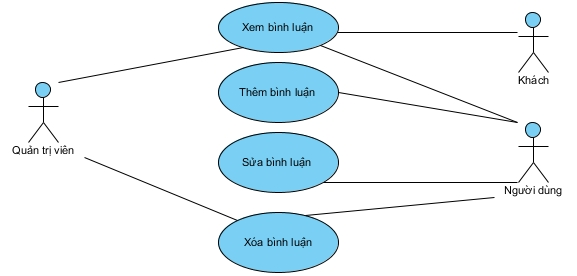 Xem bình luận
Khách
Thêm bình luận
Quản trị viên
Sửa bình luận
Người dùng
Xóa bình luận